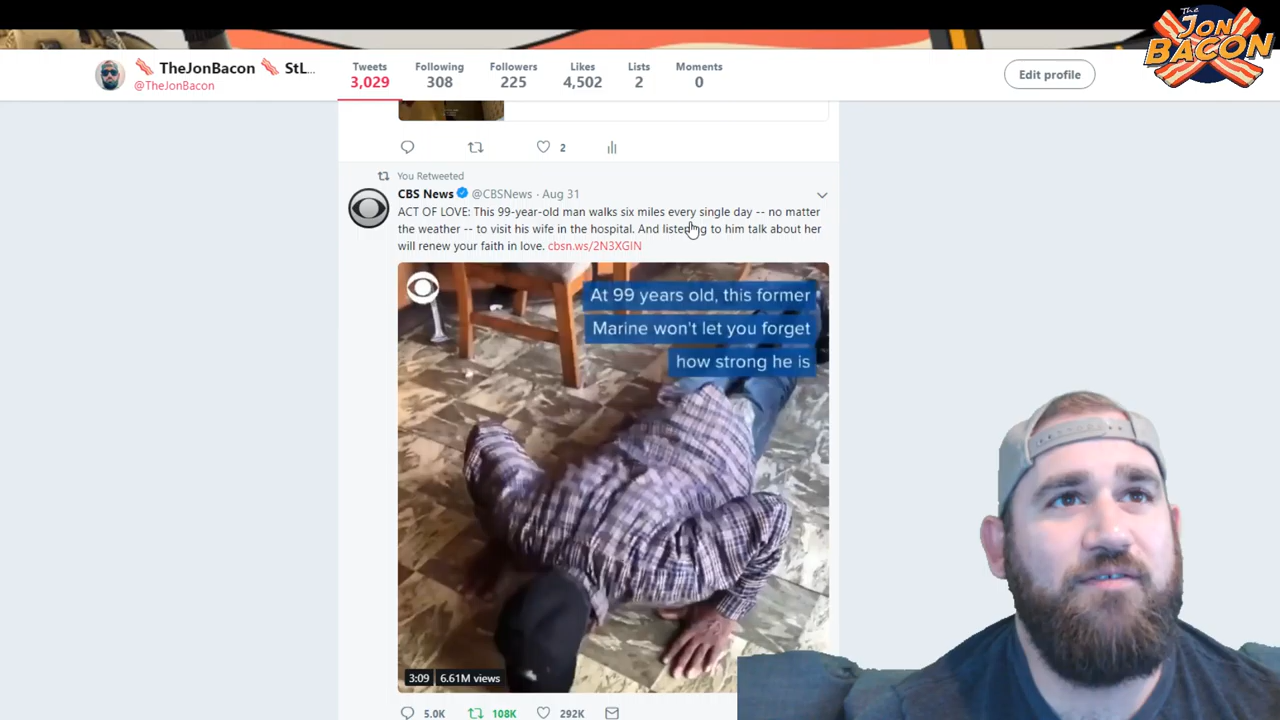 The
JON
BACON
TheJonBacon StL...
@TheJonBacon
Tweets
3,029
Following
308
Followers
225
Likes
4,502
Lists
2
Moments
0
Edit profile
2
You Retweeted
CBS News @CBSNews · Aug 31
ACT OF LOVE: This 99-year-old man walks six miles every single day -- no matter
the weather -- to visit his wife in the hospital. And listening to him talk about her
will renew your faith in love. cbsn.ws/2N3XGIN
At 99 years old, this former
Marine won't let you forget
how strong he is
3:09 6.61M views
5.0K 108K 292K